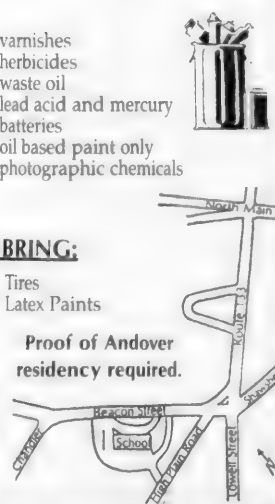 varnishes
herbicides
waste oil
lead acid and mercury
batteries
oil based paint only
photographic chemicals
North Main
BRING:
Tires
Latex Paints
Route 133
Proof of Andover
residency required.
Beacon Street
School
High Plain Road
Lowell Street